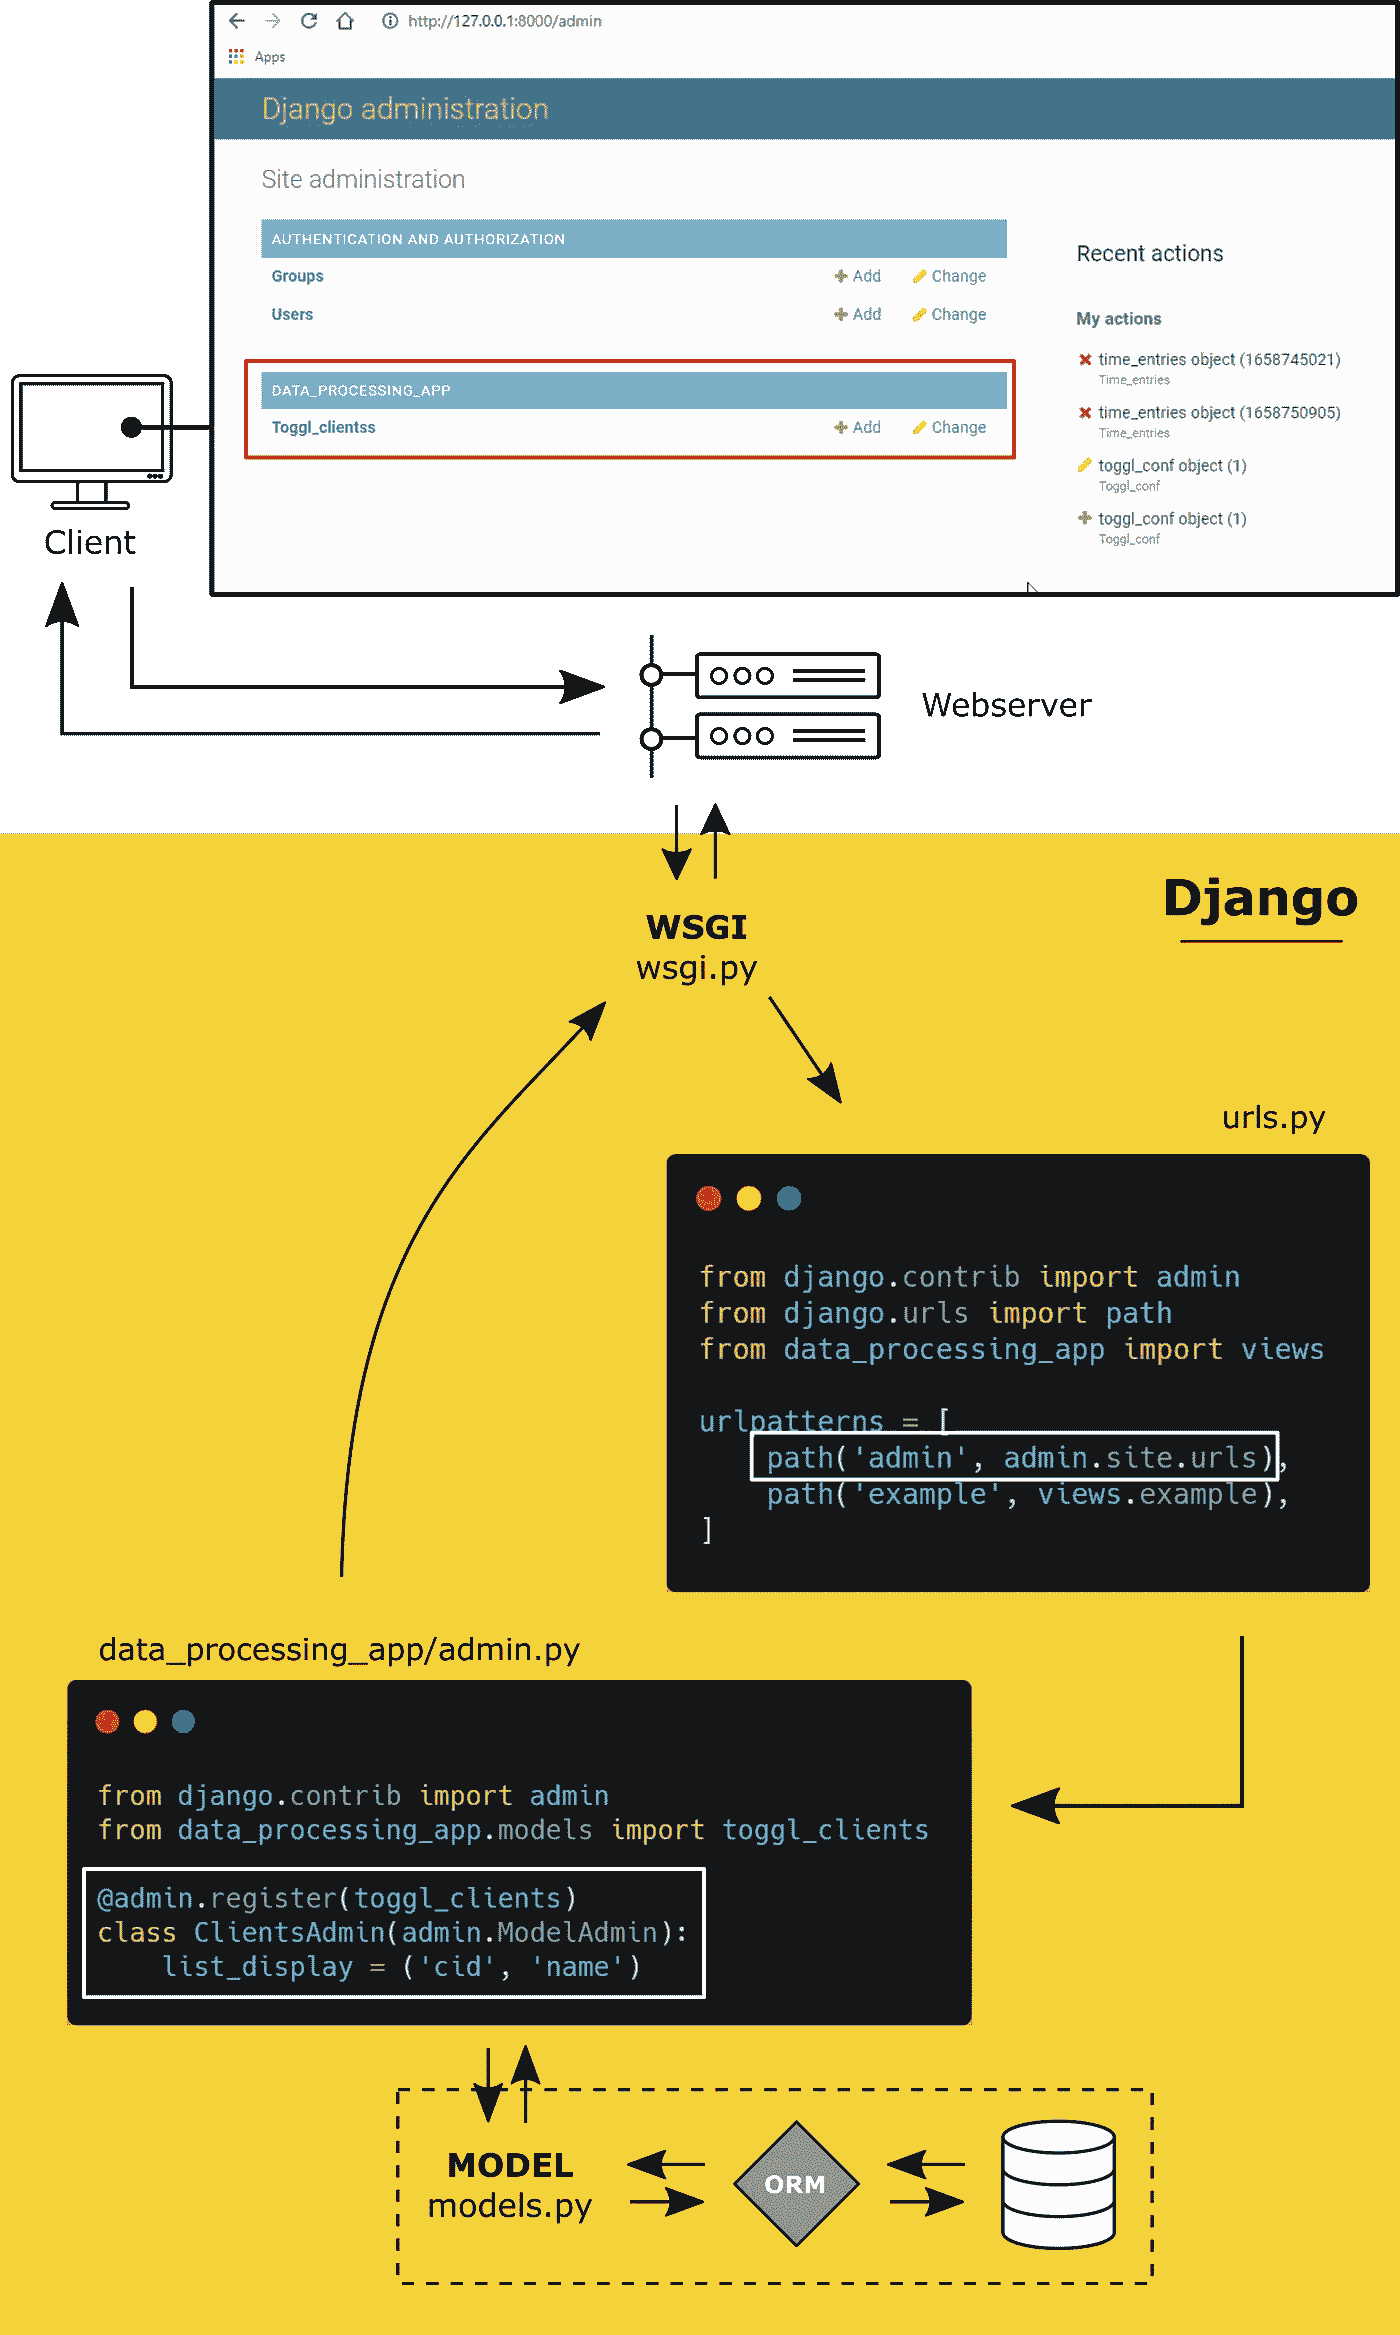 http://127.0.0.1:8000/admin
Apps
Django administration
Site administration
AUTHENTICATION AND AUTHORIZATION
Groups Add Change
Users Add Change
DATA_PROCESSING_APP
Toggl_clientss Add Change
Recent actions
My actions
time_entries object (1658745021)
Time_entries
time_entries object (1658750905)
Time_entries
toggl_conf object (1)
Toggl_conf
toggl_conf object (1)
Toggl_conf
Client
Webserver
Django
WSGI
wsgi.py
urls.py
from django.contrib import admin
from django.urls import path
from data_processing_app import views
urlpatterns = [
    path('admin', admin.site.urls),
    path('example', views.example),
]
data_processing_app/admin.py
from django.contrib import admin
from data_processing_app.models import toggl_clients
@admin.register(toggl_clients)
class ClientsAdmin(admin.ModelAdmin):
    list_display = ('cid', 'name')
MODEL
models.py
ORM